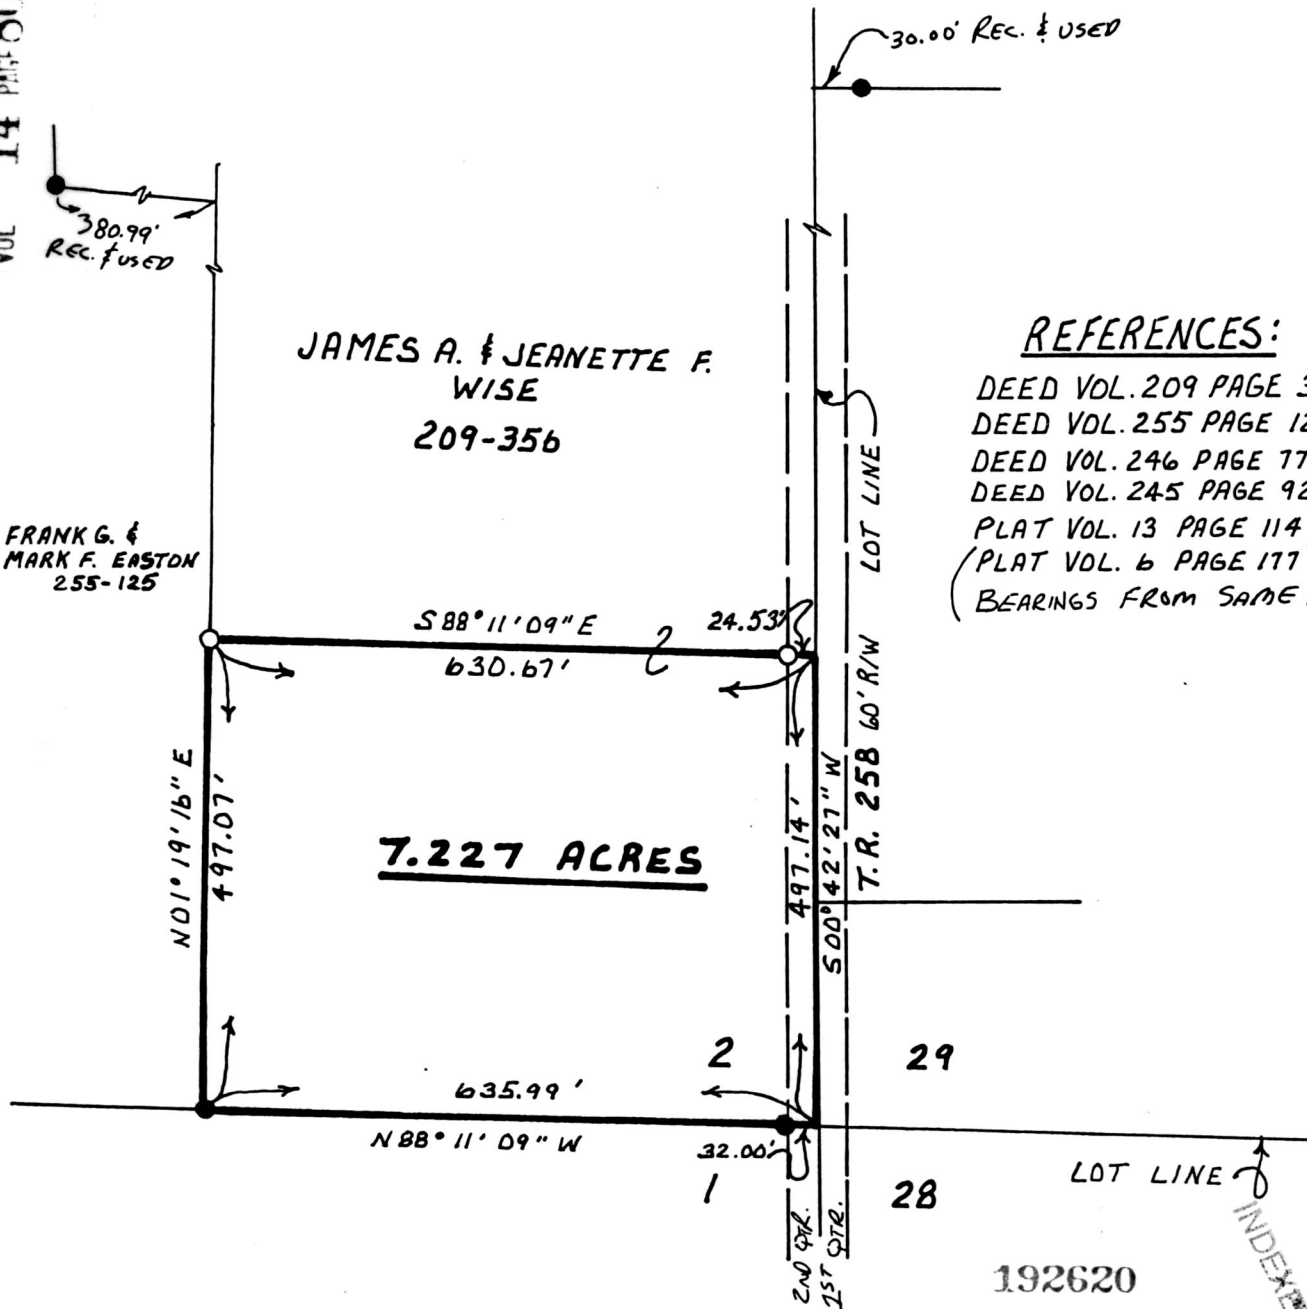 VOL 14
30.00' REC. & USED
380.99'
REC. & USED
JAMES A. & JEANETTE F.
WISE
209-356
REFERENCES:
DEED VOL. 209 PAGE
DEED VOL. 255 PAGE
DEED VOL. 246 PAGE 77
DEED VOL. 245 PAGE 92
PLAT VOL. 13 PAGE 114
(PLAT VOL. 6 PAGE 177
BEARINGS FROM SAME
LOT LINE
FRANK G. &
MARK F. EASTON
255-125
S 88° 11' 09" E
630.67'
24.53'
T.R. 258 60' R/W
N 01° 19' 16" E
497.07'
7.227 ACRES
497.14'
S 00° 42' 27" W
2
29
635.99'
N 88° 11' 09" W
32.00'
1
28
LOT LINE
2ND QTR.
1ST QTR.
192620